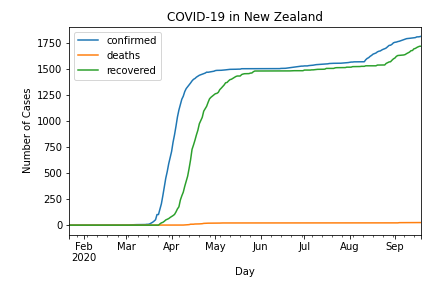 COVID-19 in New Zealand
confirmed
deaths
recovered
Number of Cases
1750
1500
1250
1000
750
500
250
0
Feb Mar Apr May Jun Jul Aug Sep
2020
Day